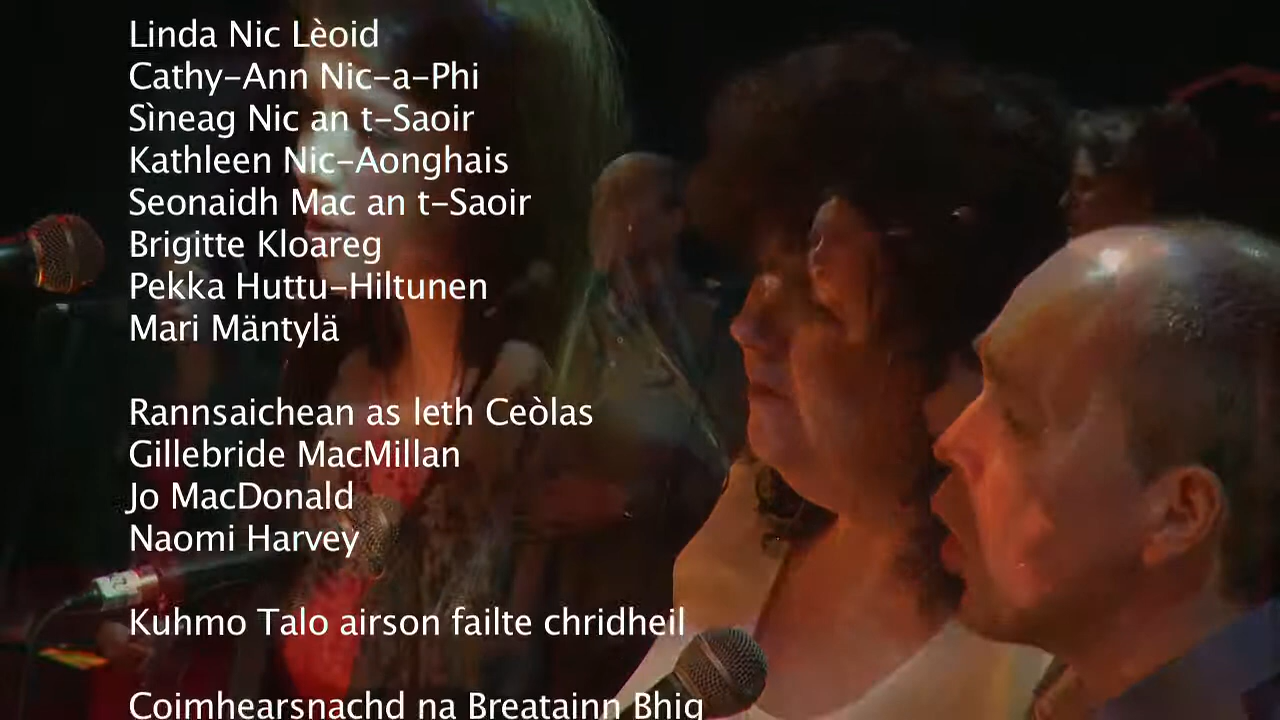 Linda Nic Lèoid
Cathy-Ann Nic-a-Phi
Sìneag Nic an t-Saoir
Kathleen Nic-Aonghais
Seonaidh Mac an t-Saoir
Brigitte Kloareg
Pekka Huttu-Hiltunen
Mari Mäntylä
Rannsaichean as leth Ceòlas
Gillebride MacMillan
Jo MacDonald
Naomi Harvey
Kuhmo Talo airson failte chridheil
Coimhearsnachd na Breatainn Bhig